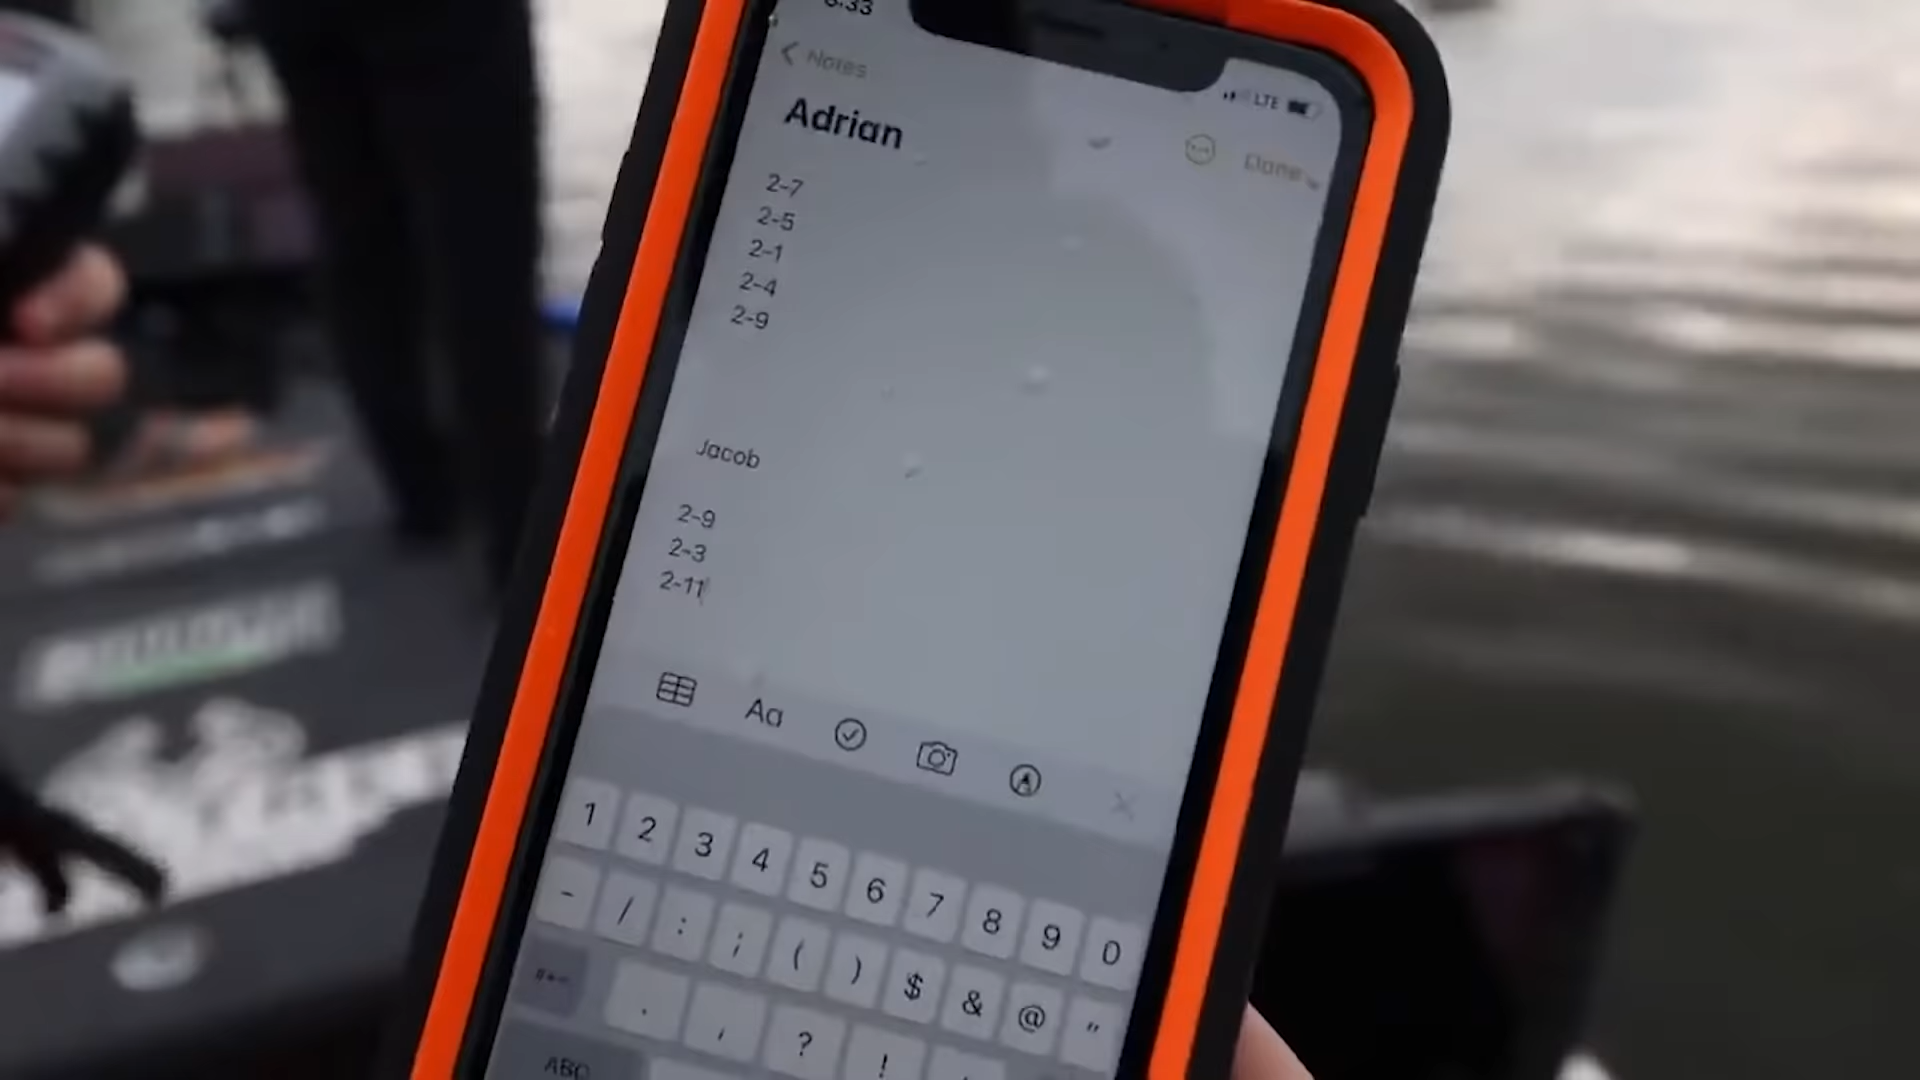 Notes
LTE
Adrian
Done
2-7
2-5
2-1
2-4
2-9
Jacob
2-9
2-3
2-11
Aa
1 2 3 4 5 6 7 8 9 0
- / : ; ( ) $ & @ "
#+= . , ? !
ABC